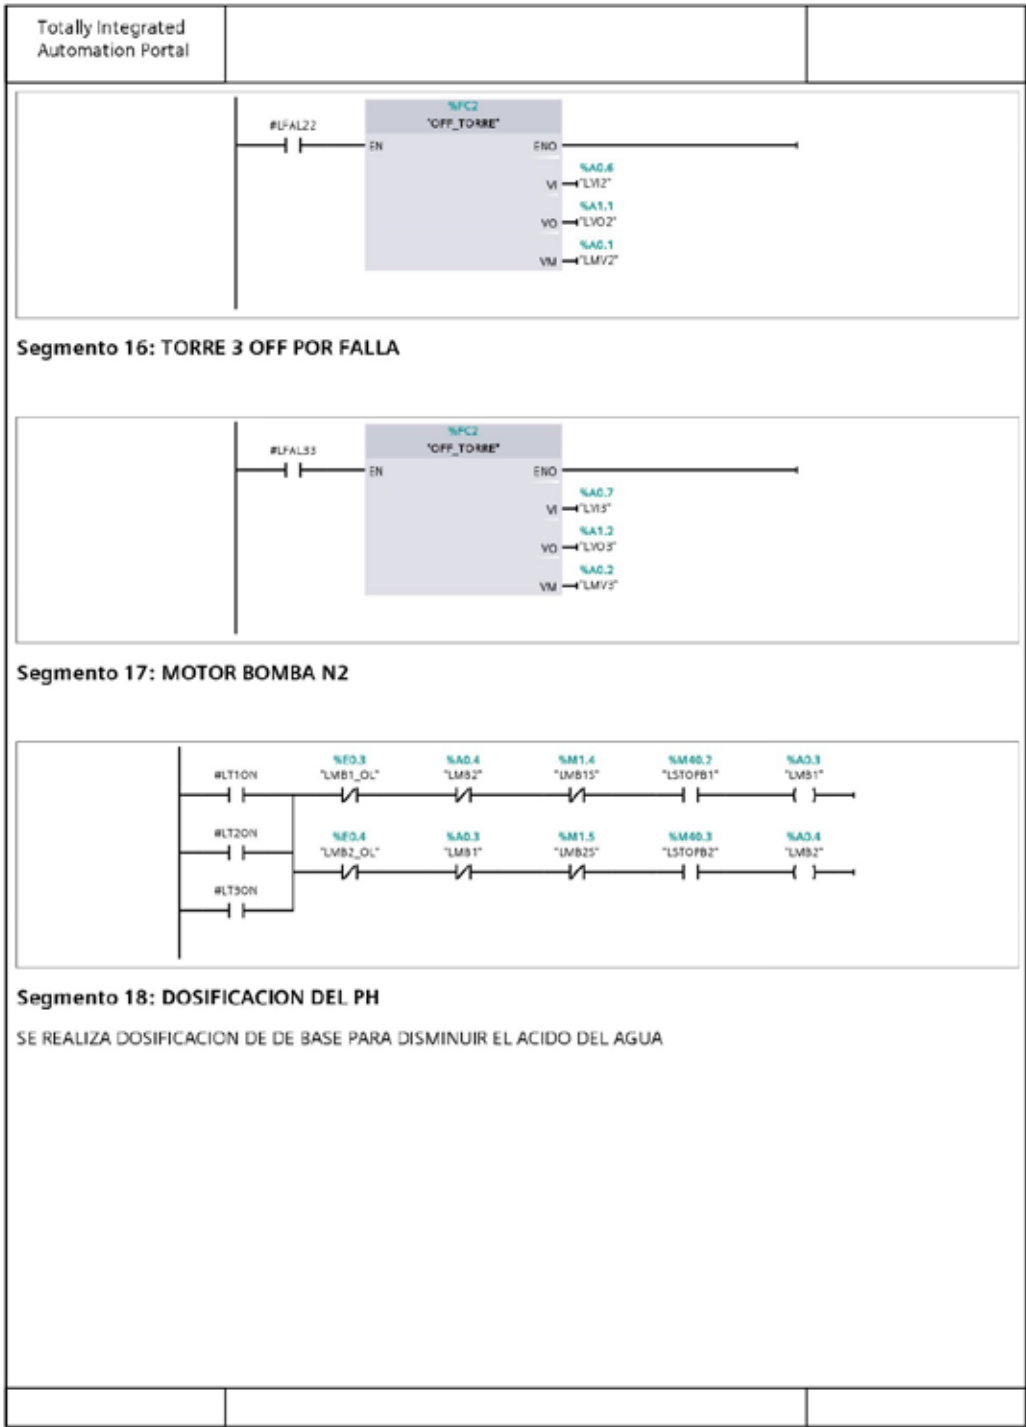 Totally Integrated
Automation Portal
%FC2
"OFF_TORRE"
#LFAL22
EN
ENO
%A0.6
VI
"LVI2"
%A1.1
VO
"LVO2"
%A0.1
VM
"LMV2"
Segmento 16: TORRE 3 OFF POR FALLA
%FC2
"OFF_TORRE"
#LFAL33
EN
ENO
%A0.7
VI
"LVI3"
%A1.2
VO
"LVO3"
%A0.2
VM
"LMV3"
Segmento 17: MOTOR BOMBA N2
%E0.3 %A0.4 %M1.4 %M40.2 %A0.3
#LT1ON "LMB1_OL" "LMB2" "LMB1S" "LSTOPB1" "LMB1"
#LT2ON %E0.4 %A0.3 %M1.5 %M40.3 %A0.4
"LMB2_OL" "LMB1" "LMB2S" "LSTOPB2" "LMB2"
#LT3ON
Segmento 18: DOSIFICACION DEL PH
SE REALIZA DOSIFICACION DE DE BASE PARA DISMINUIR EL ACIDO DEL AGUA